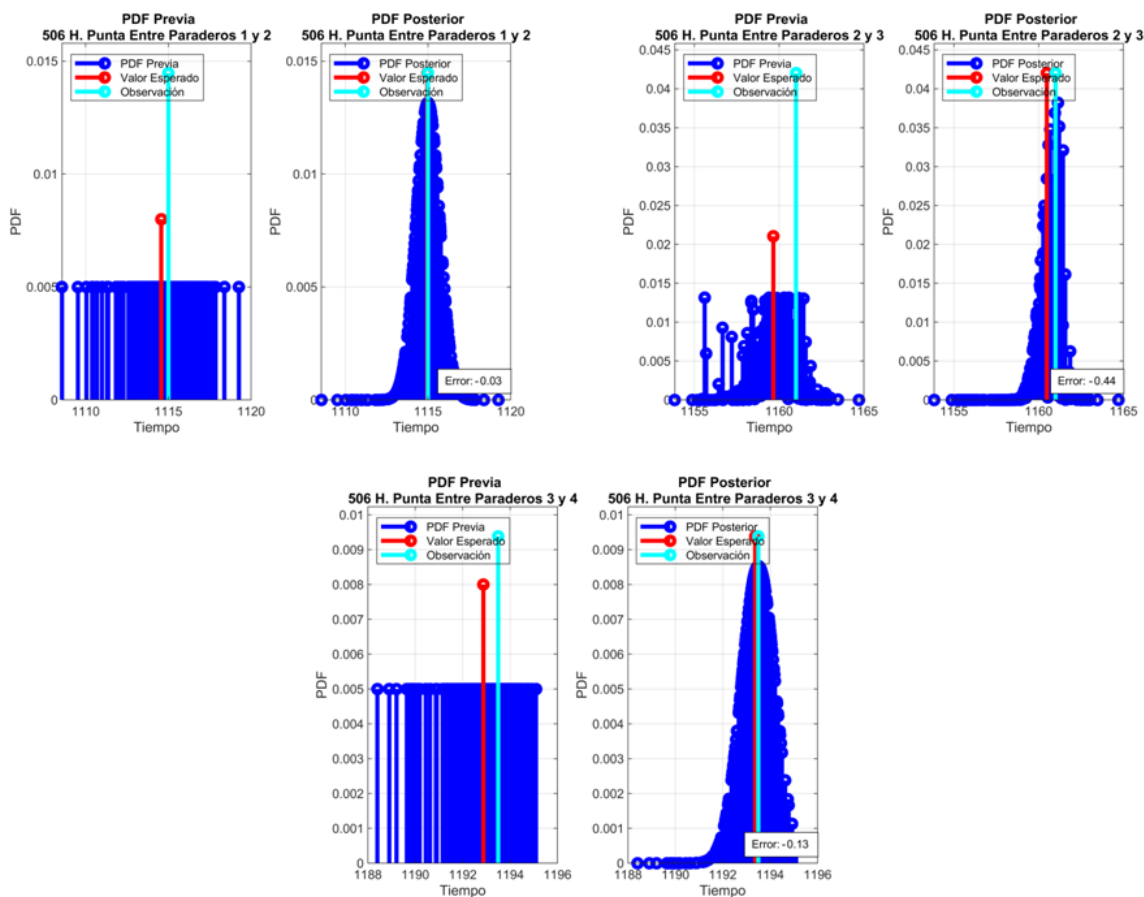 PDF Previa
506 H. Punta Entre Paraderos 1 y 2
PDF Previa
Valor Esperado
Observación
0.015
0.01
0.005
0
PDF
1110
1115
1120
Tiempo
PDF Posterior
506 H. Punta Entre Paraderos 1 y 2
PDF Posterior
Valor Esperado
Observación
0.015
0.01
0.005
0
PDF
Error: -0.03
1110
1115
1120
Tiempo
PDF Previa
506 H. Punta Entre Paraderos 2 y 3
PDF Previa
Valor Esperado
Observación
0.045
0.04
0.035
0.03
0.025
0.02
0.015
0.01
0.005
0
PDF
1155
1160
1165
Tiempo
PDF Posterior
506 H. Punta Entre Paraderos 2 y 3
PDF Posterior
Valor Esperado
Observación
0.045
0.04
0.035
0.03
0.025
0.02
0.015
0.01
0.005
0
PDF
Error: -0.44
1155
1160
1165
Tiempo
PDF Previa
506 H. Punta Entre Paraderos 3 y 4
PDF Previa
Valor Esperado
Observación
0.01
0.009
0.008
0.007
0.006
0.005
0.004
0.003
0.002
0.001
0
PDF
1188
1190
1192
1194
1196
Tiempo
PDF Posterior
506 H. Punta Entre Paraderos 3 y 4
PDF Posterior
Valor Esperado
Observación
0.01
0.009
0.008
0.007
0.006
0.005
0.004
0.003
0.002
0.001
0
PDF
Error: -0.13
1188
1190
1192
1194
1196
Tiempo